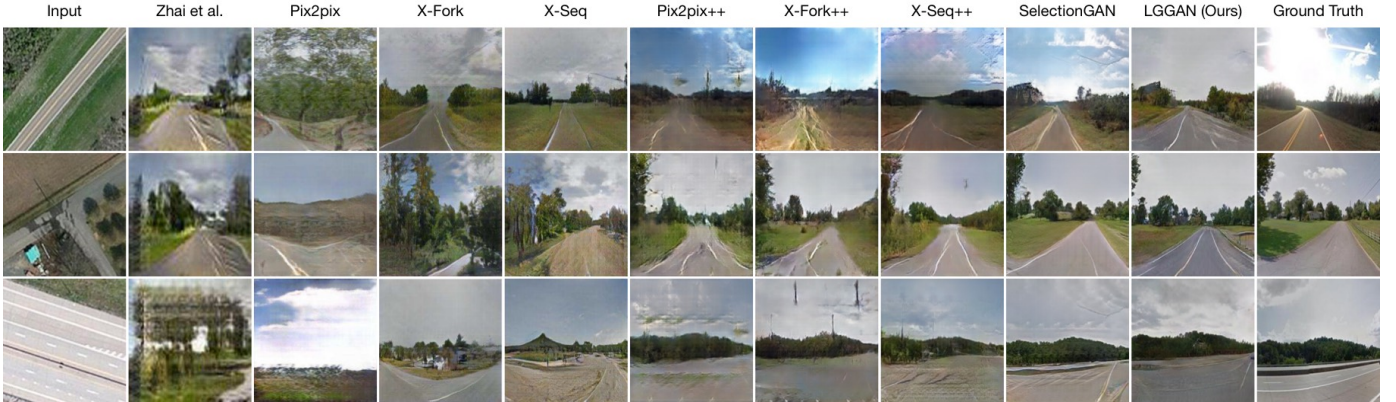 Input Zhai et al. Pix2pix X-Fork X-Seq Pix2pix++ X-Fork++ X-Seq++ SelectionGAN LGGAN (Ours) Ground Truth